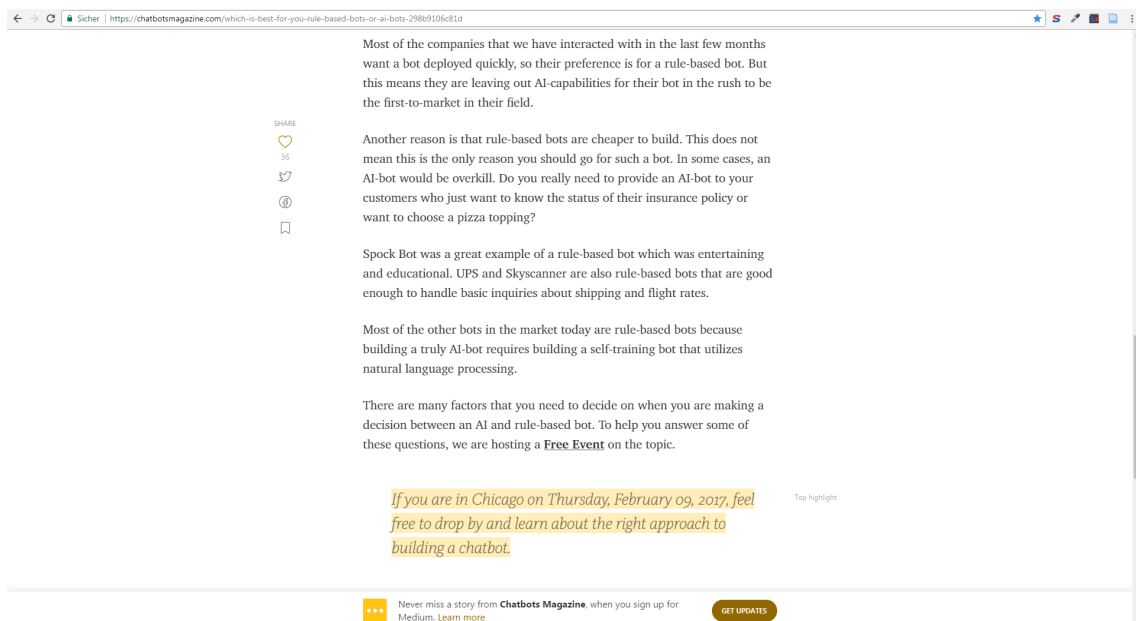 Sicher | https://chatbotsmagazine.com/which-is-best-for-you-rule-based-bots-or-ai-bots-298b9106c81d
Most of the companies that we have interacted with in the last few months
want a bot deployed quickly, so their preference is for a rule-based bot. But
this means they are leaving out AI-capabilities for their bot in the rush to be
the first-to-market in their field.
SHARE
36
Another reason is that rule-based bots are cheaper to build. This does not
mean this is the only reason you should go for such a bot. In some cases, an
AI-bot would be overkill. Do you really need to provide an AI-bot to your
customers who just want to know the status of their insurance policy or
want to choose a pizza topping?
Spock Bot was a great example of a rule-based bot which was entertaining
and educational. UPS and Skyscanner are also rule-based bots that are good
enough to handle basic inquiries about shipping and flight rates.
Most of the other bots in the market today are rule-based bots because
building a truly AI-bot requires building a self-training bot that utilizes
natural language processing.
There are many factors that you need to decide on when you are making a
decision between an AI and rule-based bot. To help you answer some of
these questions, we are hosting a Free Event on the topic.
If you are in Chicago on Thursday, February 09, 2017, feel
free to drop by and learn about the right approach to
building a chatbot.
Top highlight
Never miss a story from Chatbots Magazine, when you sign up for
Medium. Learn more
GET UPDATES